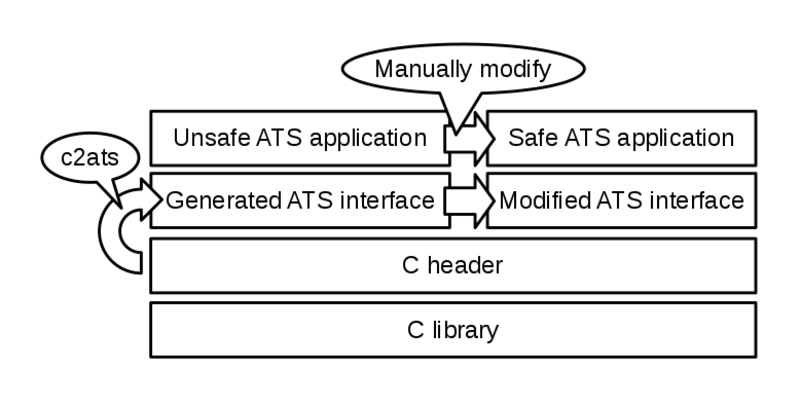 Manually modify
Unsafe ATS application
Safe ATS application
c2ats
Generated ATS interface
Modified ATS interface
C header
C library